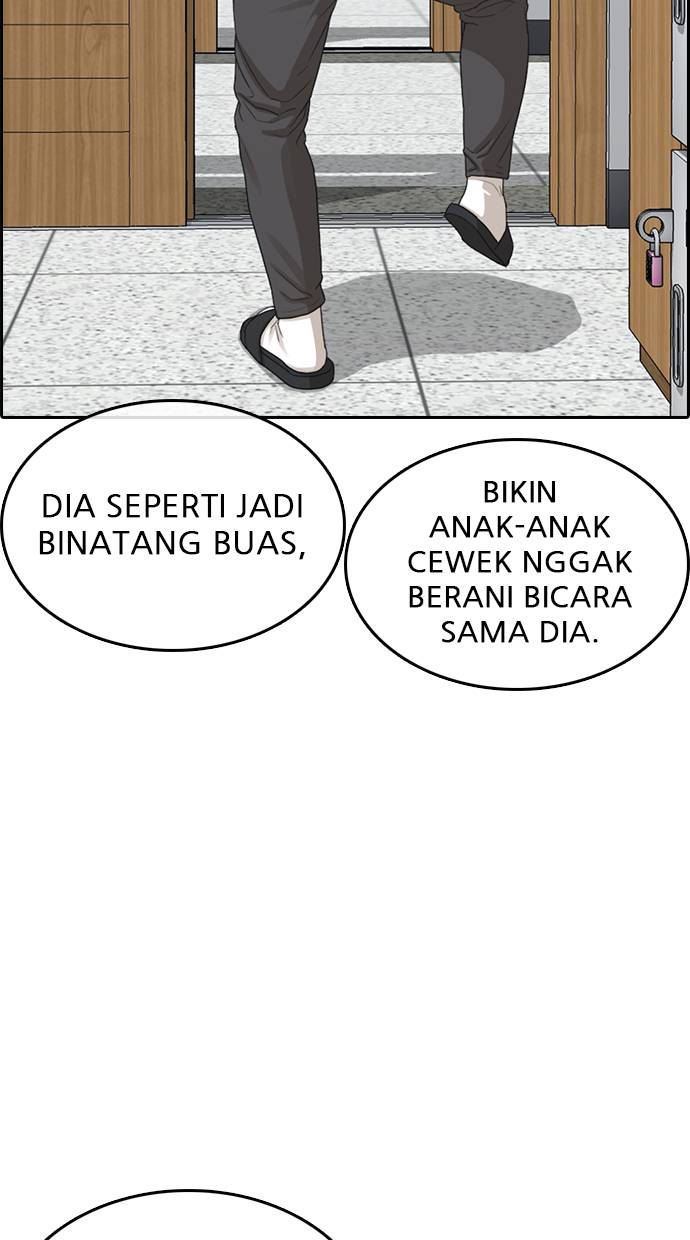 DIA SEPERTI JADI
BINATANG BUAS,
BIKIN
ANAK-ANAK
CEWEK NGGAK
BERANI BICARA
SAMA DIA.